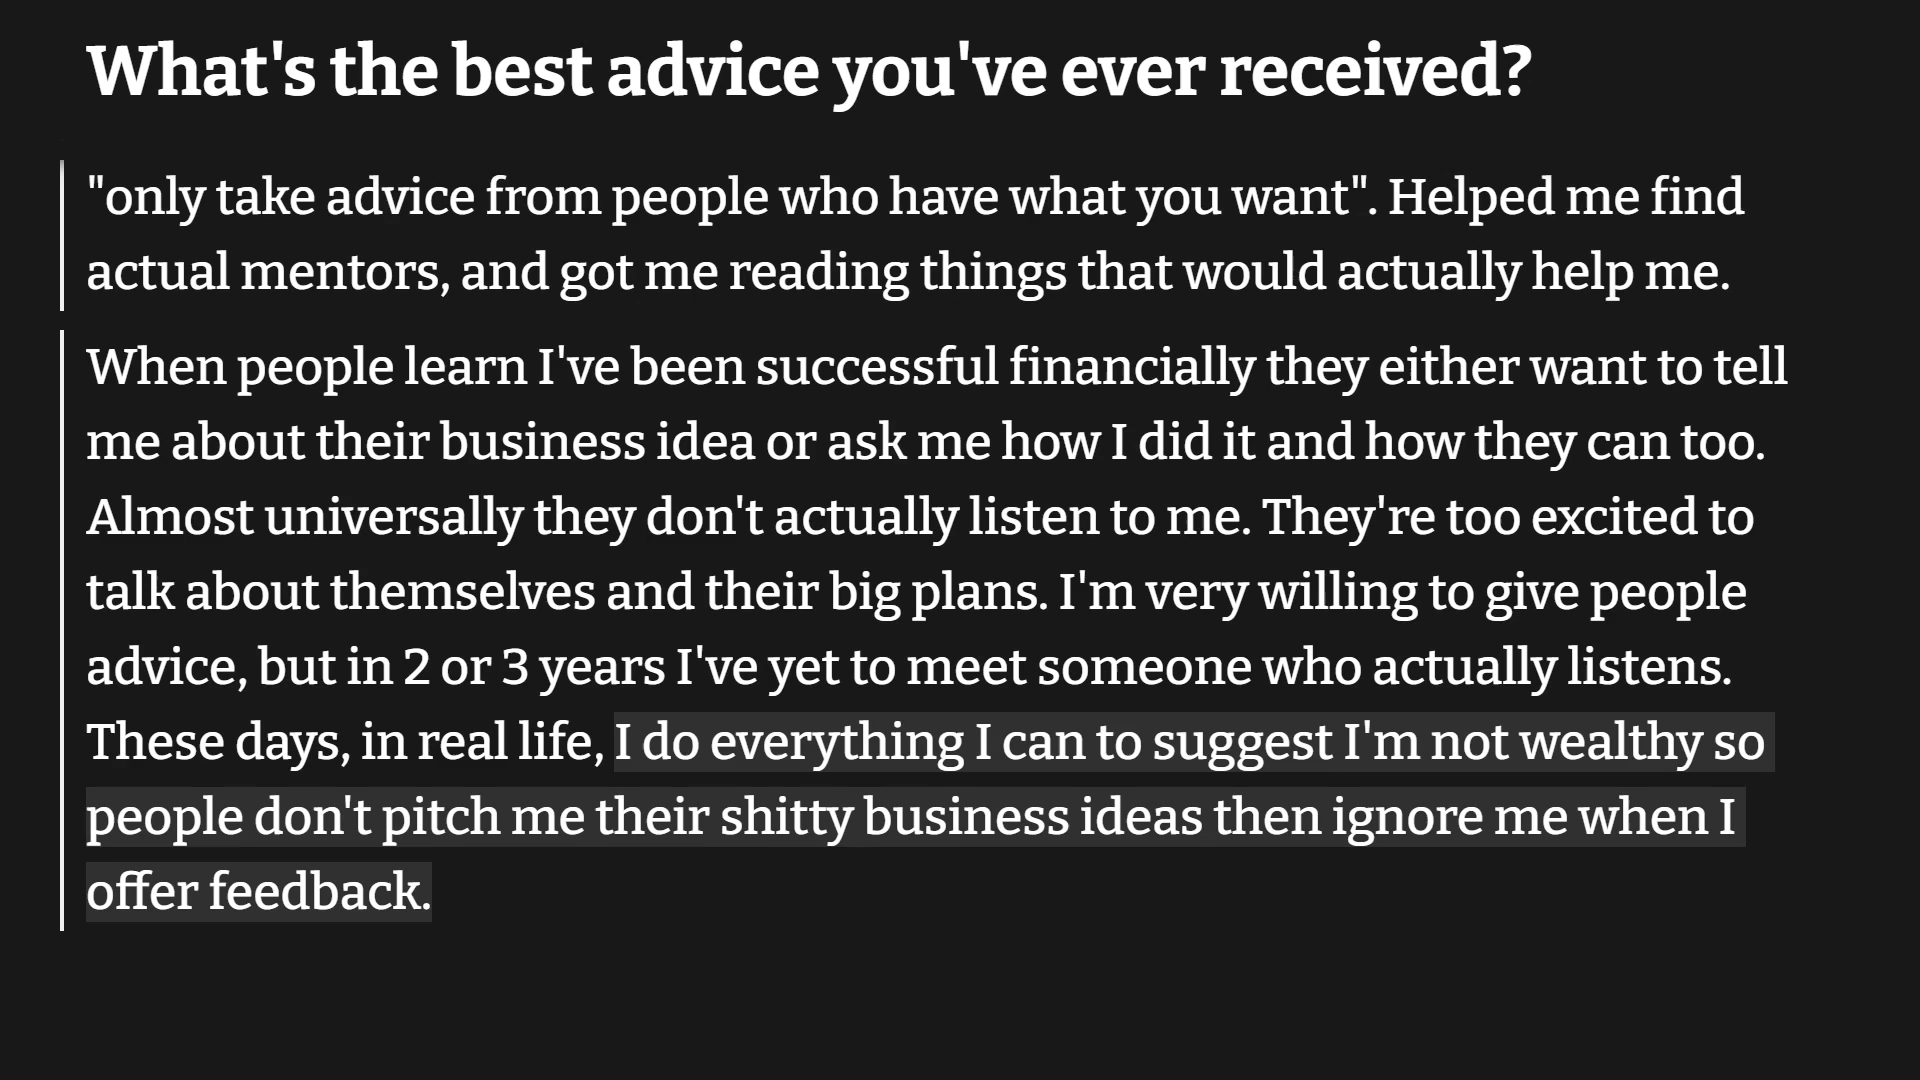 What's the best advice you've ever received?
"only take advice from people who have what you want". Helped me find
actual mentors, and got me reading things that would actually help me.
When people learn I've been successful financially they either want to tell
me about their business idea or ask me how I did it and how they can too.
Almost universally they don't actually listen to me. They're too excited to
talk about themselves and their big plans. I'm very willing to give people
advice, but in 2 or 3 years I've yet to meet someone who actually listens.
These days, in real life, I do everything I can to suggest I'm not wealthy so
people don't pitch me their shitty business ideas then ignore me when I
offer feedback.